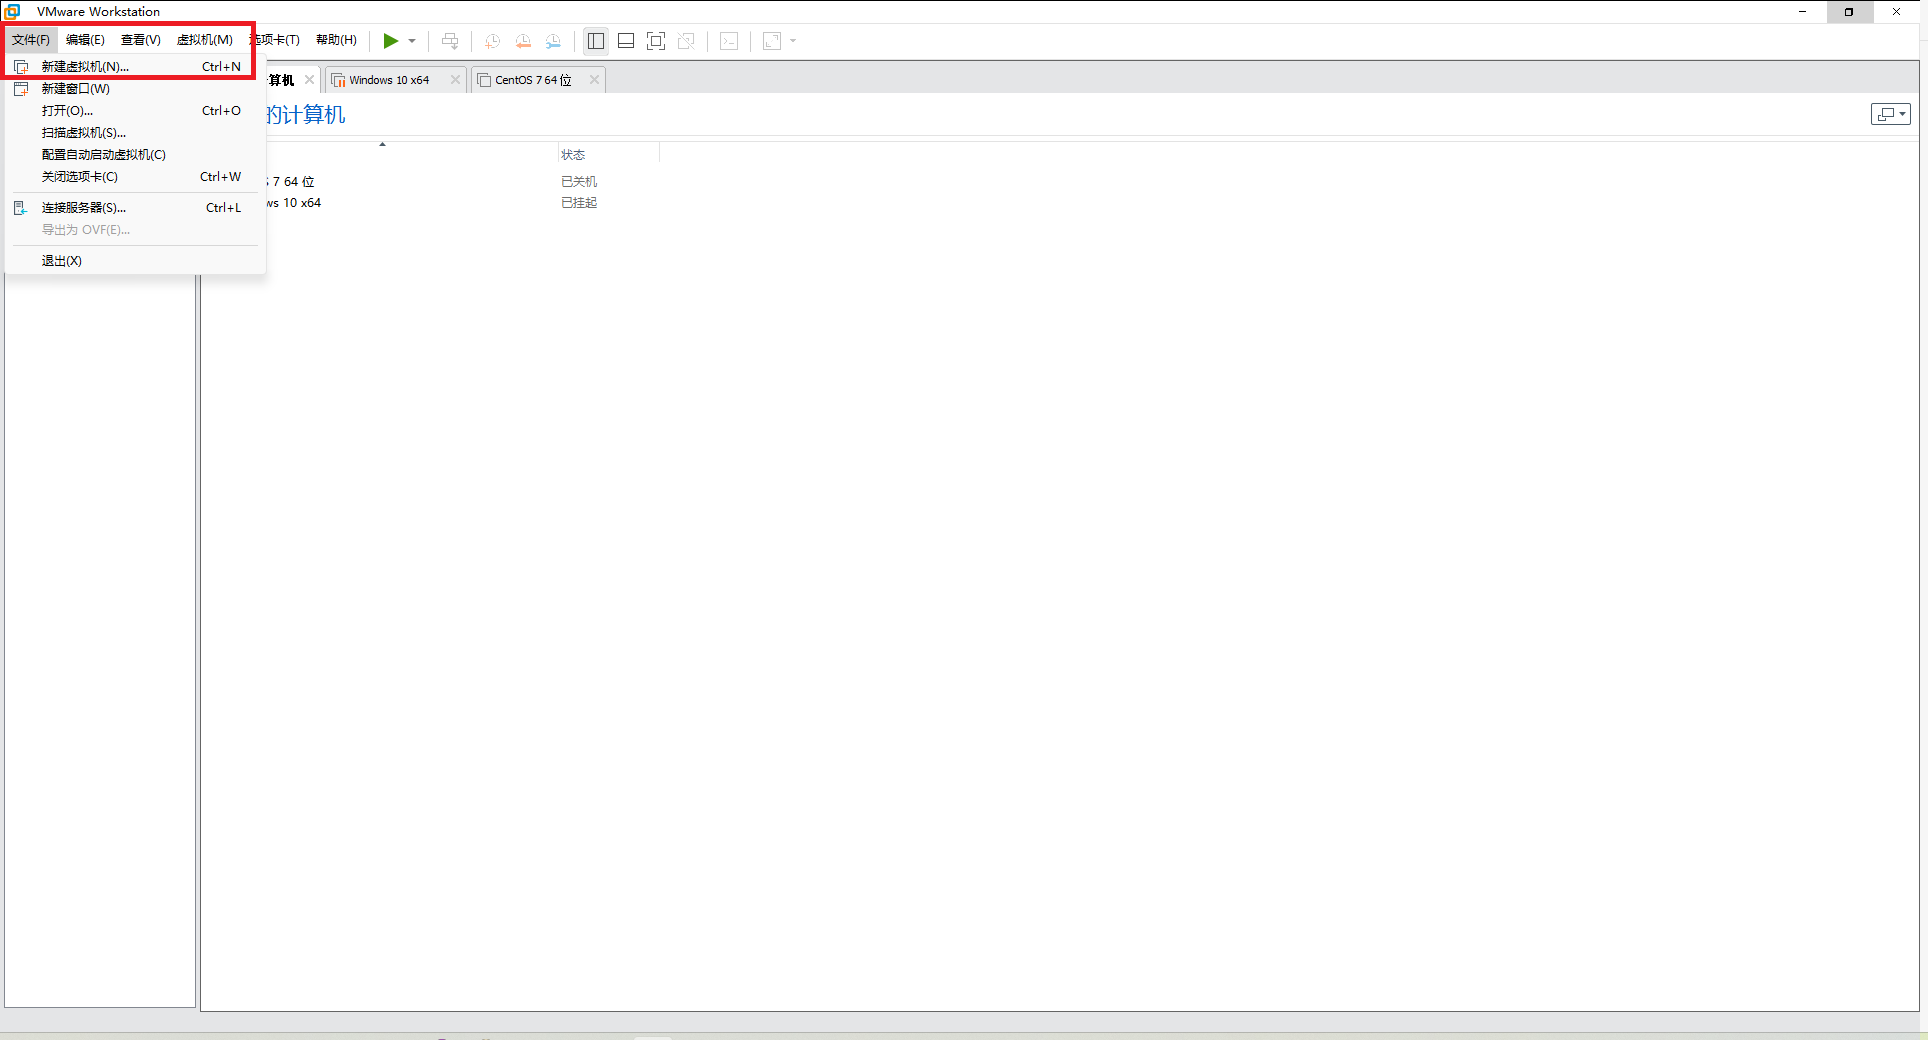 VMware Workstation
文件(F) 编辑(E) 查看(V) 虚拟机(M) 选项卡(T) 帮助(H)
新建虚拟机(N)... Ctrl+N
新建窗口(W)
打开(O)... Ctrl+O
扫描虚拟机(S)...
配置自动启动虚拟机(C)
关闭选项卡(C) Ctrl+W
连接服务器(S)... Ctrl+L
导出为 OVF(E)...
退出(X)
计算机 Windows 10 x64 CentOS 7 64 位
的计算机
状态
S 7 64 位 已关机
ws 10 x64 已挂起